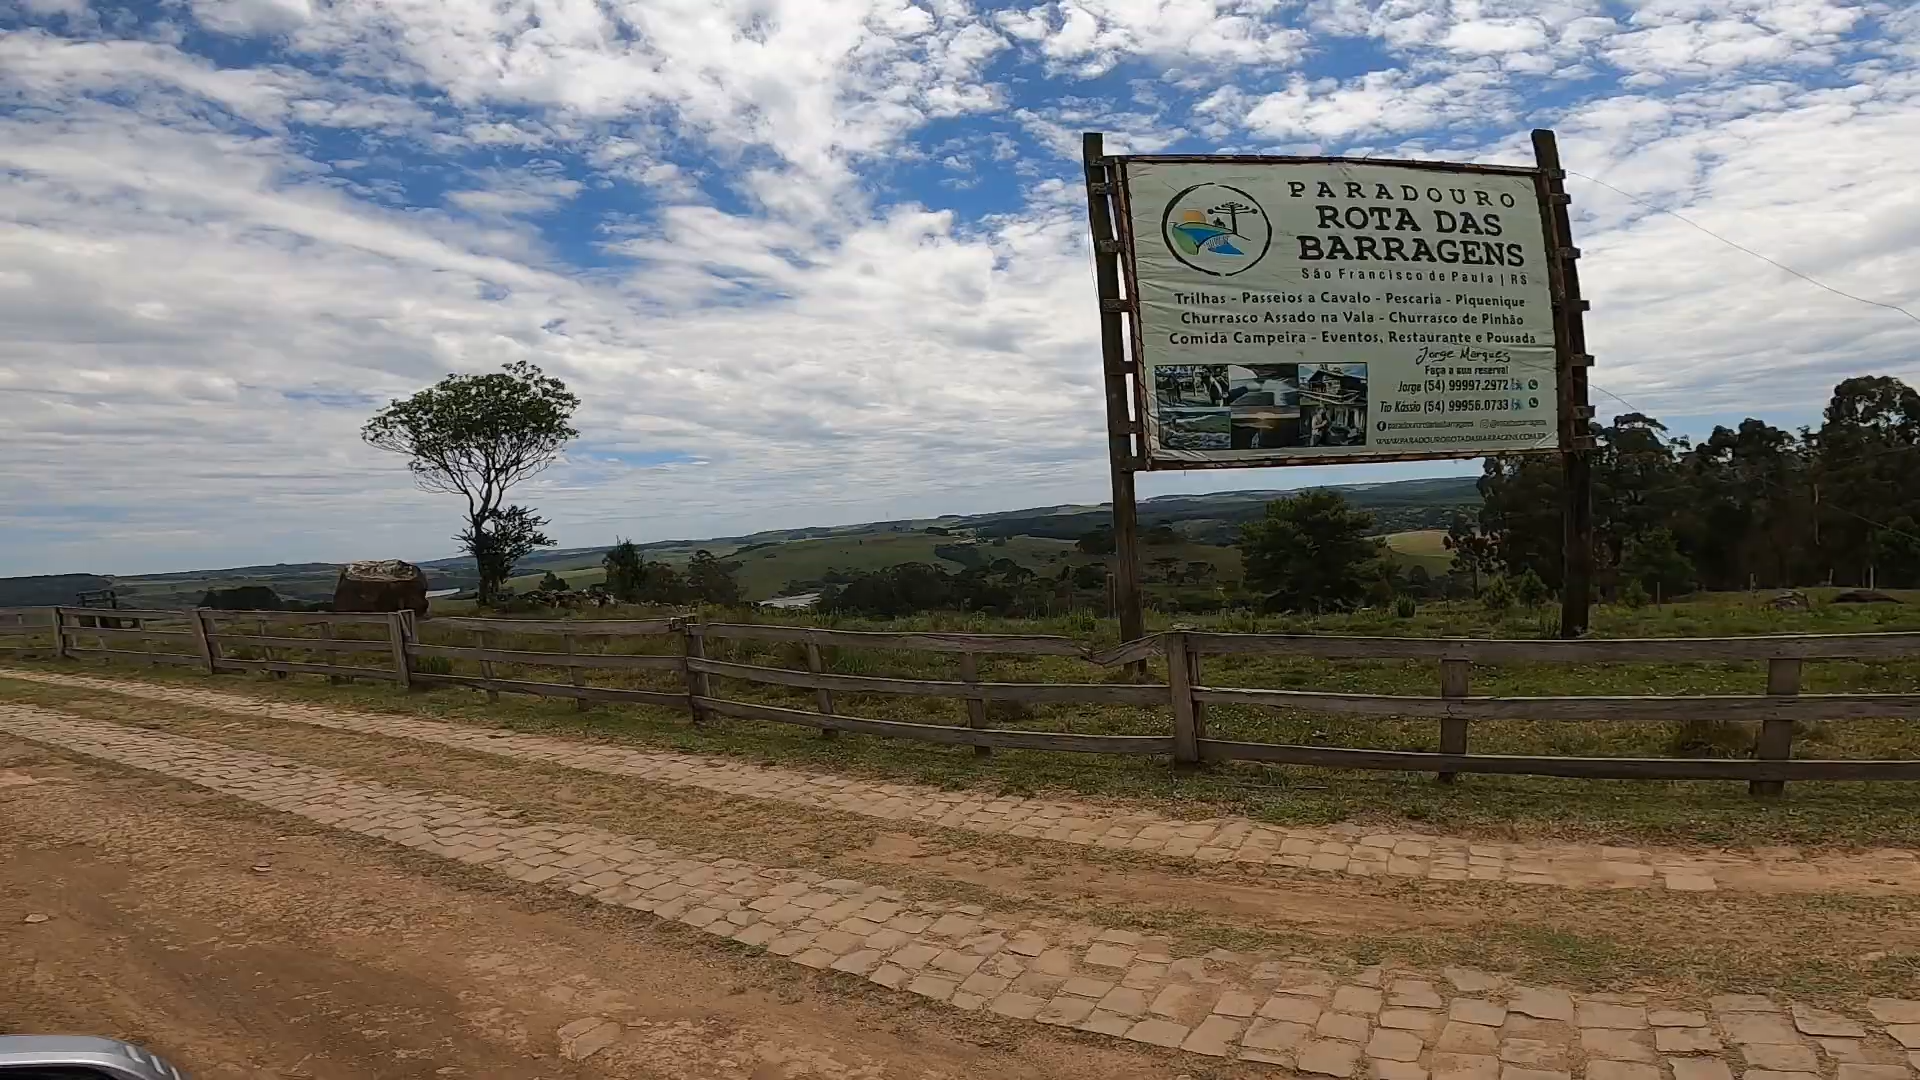 PARADOURO
ROTA DAS
BARRAGENS
São Francisco de Paula | RS
Trilhas - Passeios a Cavalo - Pescaria - Piquenique
Churrasco Assado na Vala - Churrasco de Pinhão
Comida Campeira - Eventos, Restaurante e Pousada
Jorge Marques
Faça a sua reserva!
Jorge (54) 99997.2972
Tio Kássio (54) 99956.0733
WWW.PARADOUROROTADASBARRAGENS.COM.BR